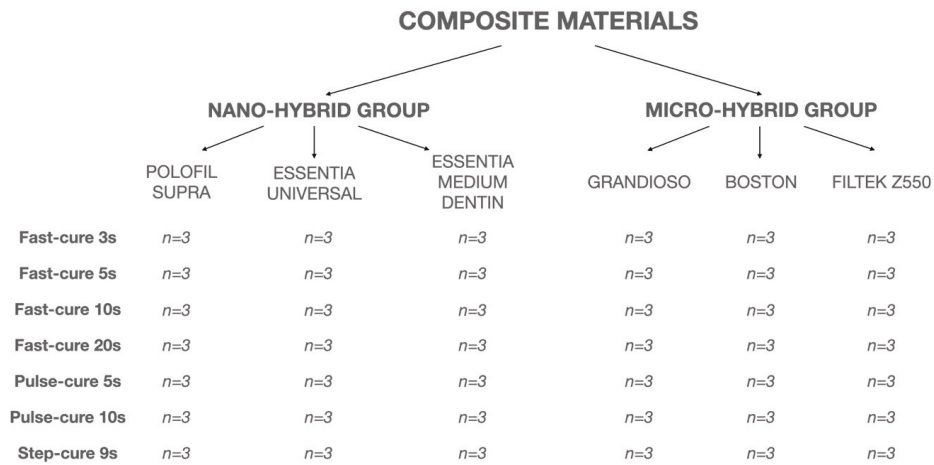 COMPOSITE MATERIALS
NANO-HYBRID GROUP MICRO-HYBRID GROUP
POLOFIL
SUPRA
ESSENTIA
UNIVERSAL
ESSENTIA
MEDIUM
DENTIN
GRANDIOSO
BOSTON
FILTEK Z550
Fast-cure 3s n=3 n=3 n=3 n=3 n=3 n=3
Fast-cure 5s n=3 n=3 n=3 n=3 n=3 n=3
Fast-cure 10s n=3 n=3 n=3 n=3 n=3 n=3
Fast-cure 20s n=3 n=3 n=3 n=3 n=3 n=3
Pulse-cure 5s n=3 n=3 n=3 n=3 n=3 n=3
Pulse-cure 10s n=3 n=3 n=3 n=3 n=3 n=3
Step-cure 9s n=3 n=3 n=3 n=3 n=3 n=3